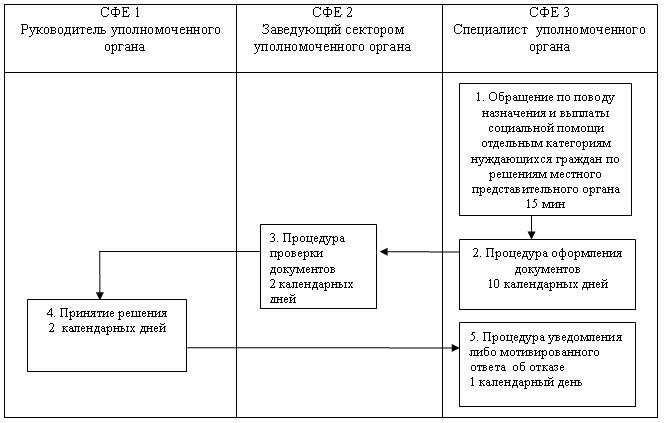 СФЕ 1
Руководитель уполномоченного
органа
СФЕ 2
Заведующий сектором
уполномоченного органа
СФЕ 3
Специалист уполномоченного
органа
1. Обращение по поводу
назначения и выплаты
социальной помощи
отдельным категориям
нуждающихся граждан по
решениям местного
представительного органа
15 мин
2. Процедура оформления
документов
10 календарных дней
3. Процедура
проверки
документов
2 календарных
дней
4. Принятие решения
2 календарных дней
5. Процедура уведомления
либо мотивированного
ответа об отказе
1 календарный день